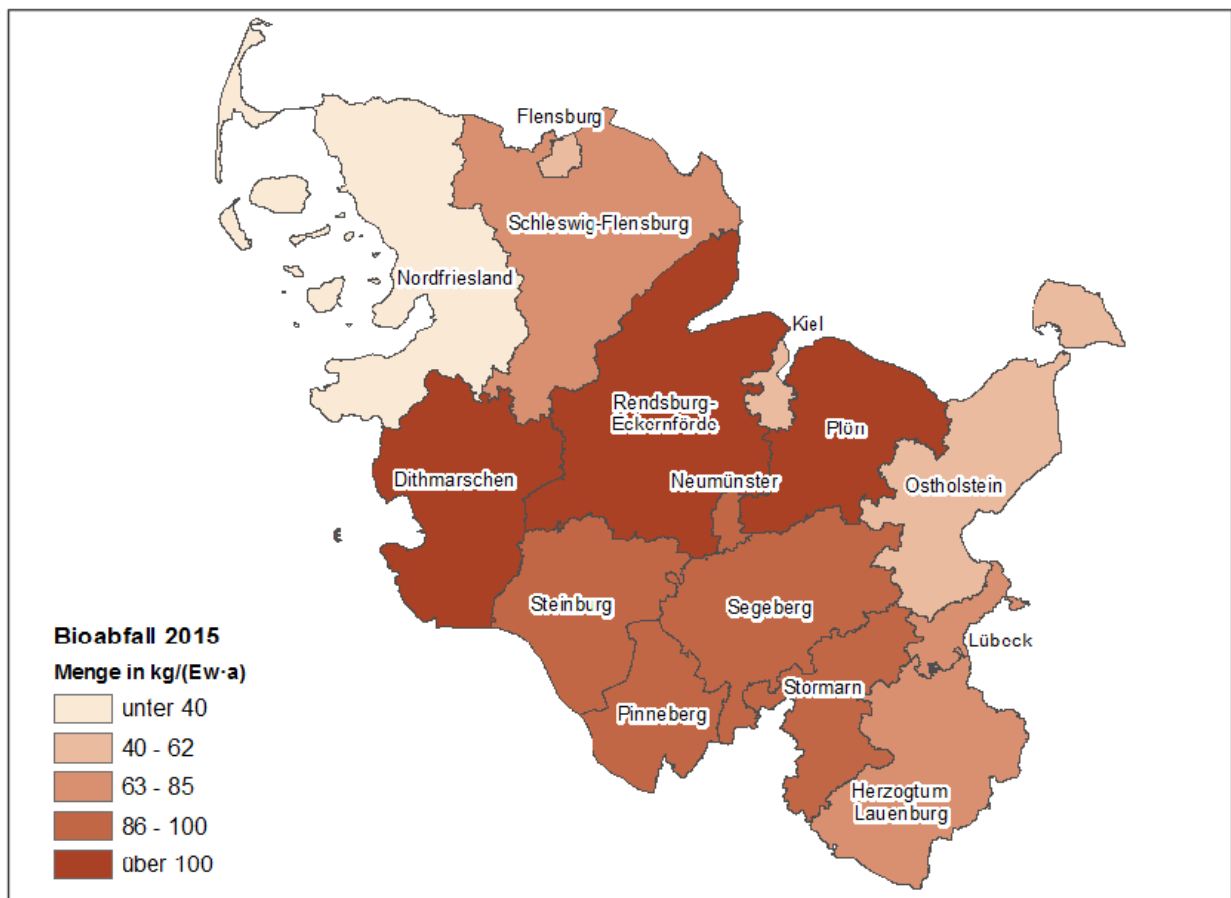 Flensburg
Schleswig-Flensburg
Nordfriesland
Kiel
Rendsburg-
Eckernförde
Plön
Dithmarschen
Neumünster
Ostholstein
Steinburg
Segeberg
Lübeck
Stormarn
Pinneberg
Herzogtum
Lauenburg
Bioabfall 2015
Menge in kg/(Ew·a)
unter 40
40 - 62
63 - 85
86 - 100
über 100